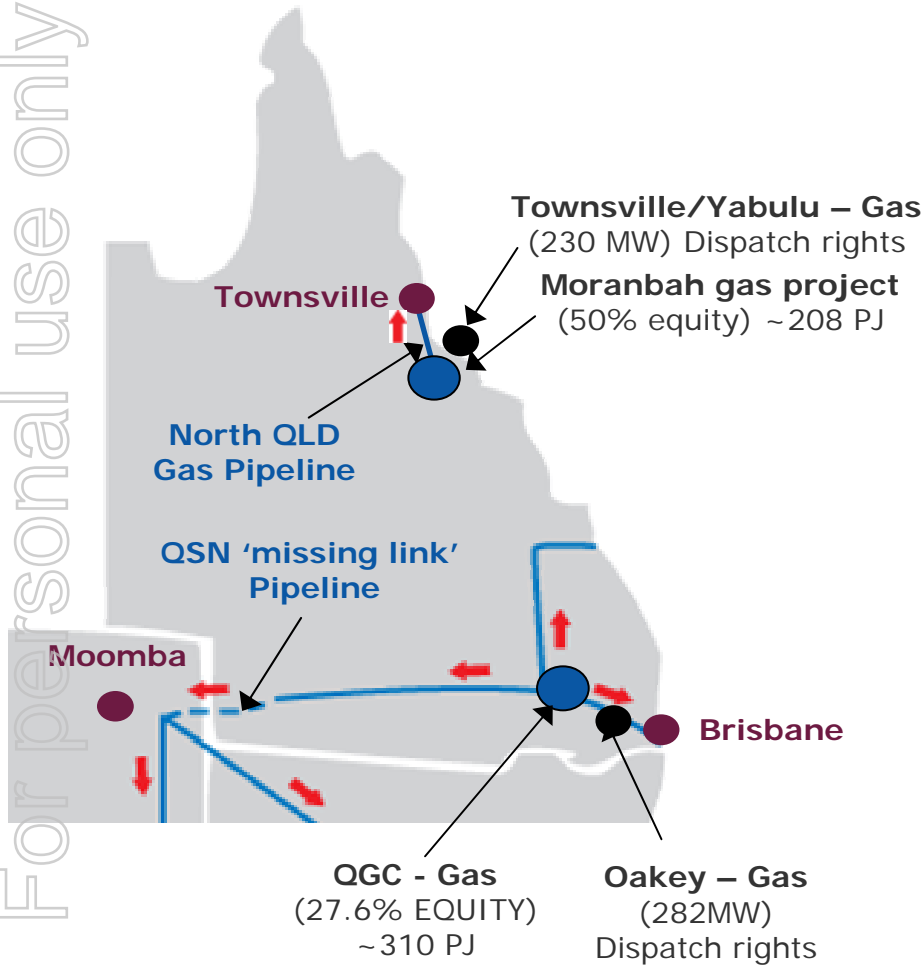 For personal use only
Townsville/Yabulu – Gas
(230 MW) Dispatch rights
Moranbah gas project
(50% equity) ~208 PJ
Townsville
North QLD
Gas Pipeline
QSN ‘missing link’
Pipeline
Moomba
Brisbane
QGC - Gas
(27.6% EQUITY)
~310 PJ
Oakey – Gas
(282MW)
Dispatch rights